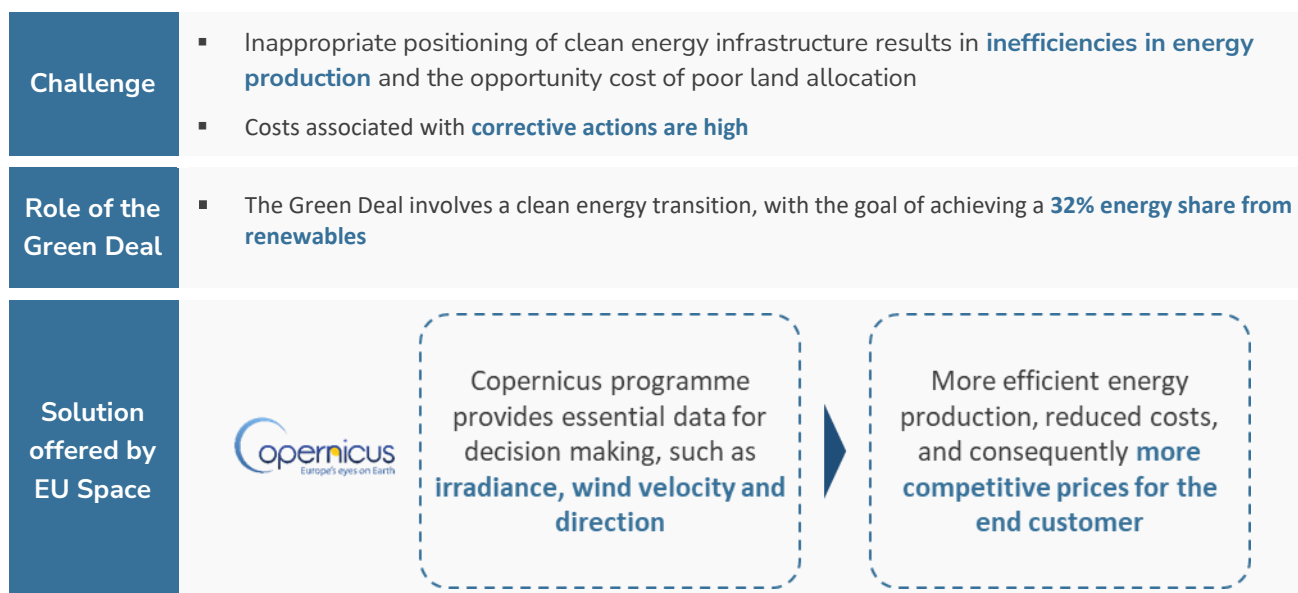 Challenge
▪ Inappropriate positioning of clean energy infrastructure results in inefficiencies in energy
production and the opportunity cost of poor land allocation
▪ Costs associated with corrective actions are high
Role of the
Green Deal
▪ The Green Deal involves a clean energy transition, with the goal of achieving a 32% energy share from
renewables
Solution
offered by
EU Space
Copernicus
Europe's eyes on Earth
Copernicus programme
provides essential data for
decision making, such as
irradiance, wind velocity and
direction
More efficient energy
production, reduced costs,
and consequently more
competitive prices for the
end customer